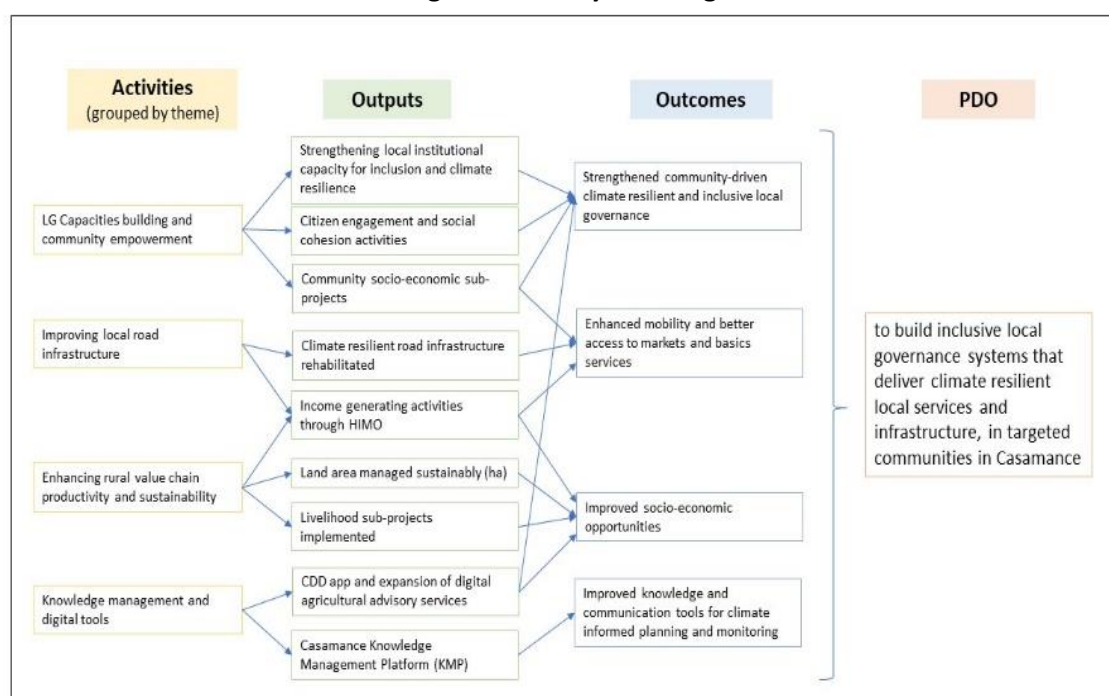 Activities
(grouped by theme)
LG Capacities building and
community empowerment
Improving local road
infrastructure
Enhancing rural value chain
productivity and sustainability
Knowledge management and
digital tools
Outputs
Strengthening local institutional
capacity for inclusion and climate
resilience
Citizen engagement and social
cohesion activities
Community socio-economic sub-
projects
Climate resilient road infrastructure
rehabilitated
Income generating activities
through HIMO
Land area managed sustainably (ha)
Livelihood sub-projects
implemented
CDD app and expansion of digital
agricultural advisory services
Casamance Knowledge
Management Platform (KMP)
Outcomes
Strengthened community-driven
climate resilient and inclusive local
governance
Enhanced mobility and better
access to markets and basics
services
Improved socio-economic
opportunities
Improved knowledge and
communication tools for climate
informed planning and monitoring
PDO
to build inclusive local
governance systems that
deliver climate resilient
local services and
infrastructure, in targeted
communities in Casamance